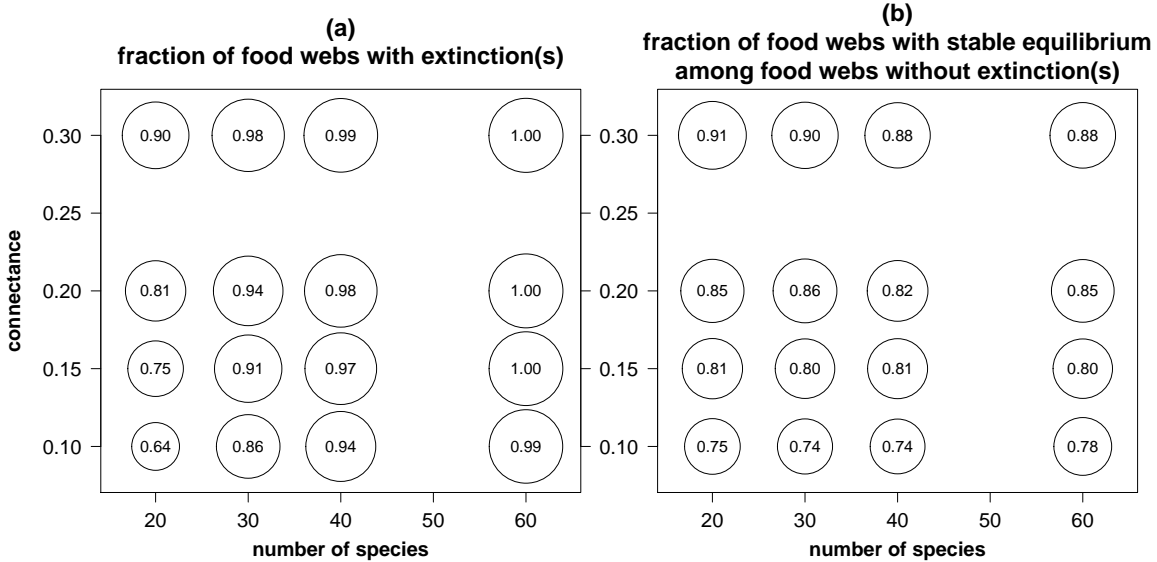 (a)
fraction of food webs with extinction(s)
0.30
0.25
0.20
0.15
0.10
connectance
0.90 0.98 0.99 1.00
0.81 0.94 0.98 1.00
0.75 0.91 0.97 1.00
0.64 0.86 0.94 0.99
20 30 40 50 60
number of species
(b)
fraction of food webs with stable equilibrium
among food webs without extinction(s)
0.30
0.25
0.20
0.15
0.10
0.91 0.90 0.88 0.88
0.85 0.86 0.82 0.85
0.81 0.80 0.81 0.80
0.75 0.74 0.74 0.78
20 30 40 50 60
number of species